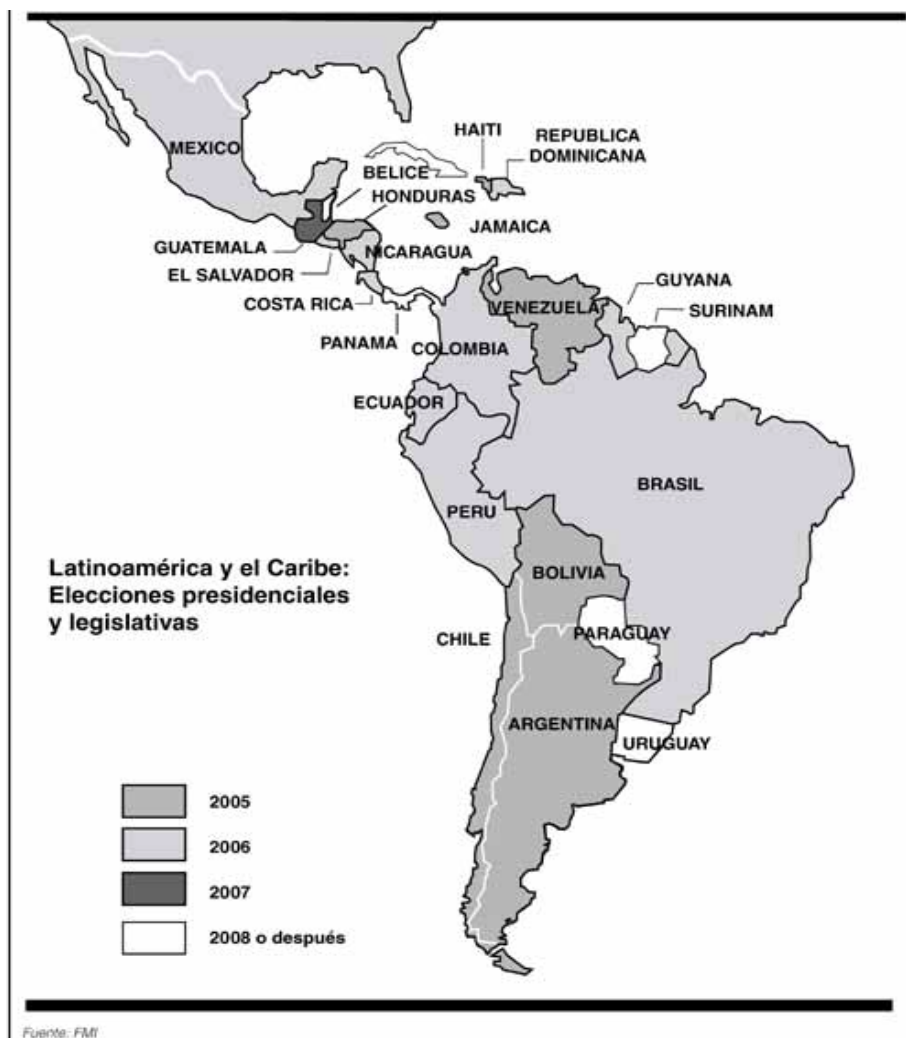 HAITI
REPUBLICA
DOMINICANA
MEXICO
BELICE
HONDURAS
JAMAICA
GUATEMALA
NICARAGUA
EL SALVADOR
COSTA RICA
GUYANA
VENEZUELA
SURINAM
PANAMA
COLOMBIA
ECUADOR
BRASIL
PERU
Latinoamérica y el Caribe:
Elecciones presidenciales
y legislativas
BOLIVIA
CHILE
PARAGUAY
ARGENTINA
URUGUAY
2005
2006
2007
2008 o después
Fuente: FMI